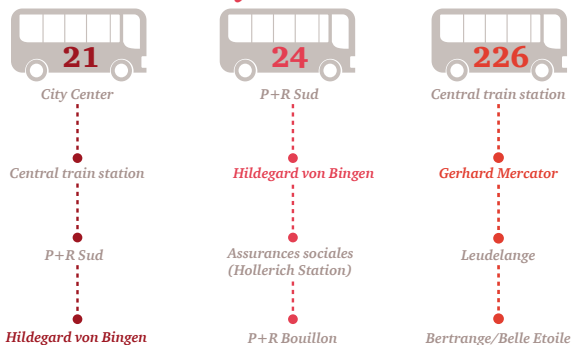 21
City Center
Central train station
P+R Sud
Hildegard von Bingen
24
P+R Sud
Hildegard von Bingen
Assurances sociales
(Hollerich Station)
P+R Bouillon
226
Central train station
Gerhard Mercator
Leudelange
Bertrange/Belle Etoile